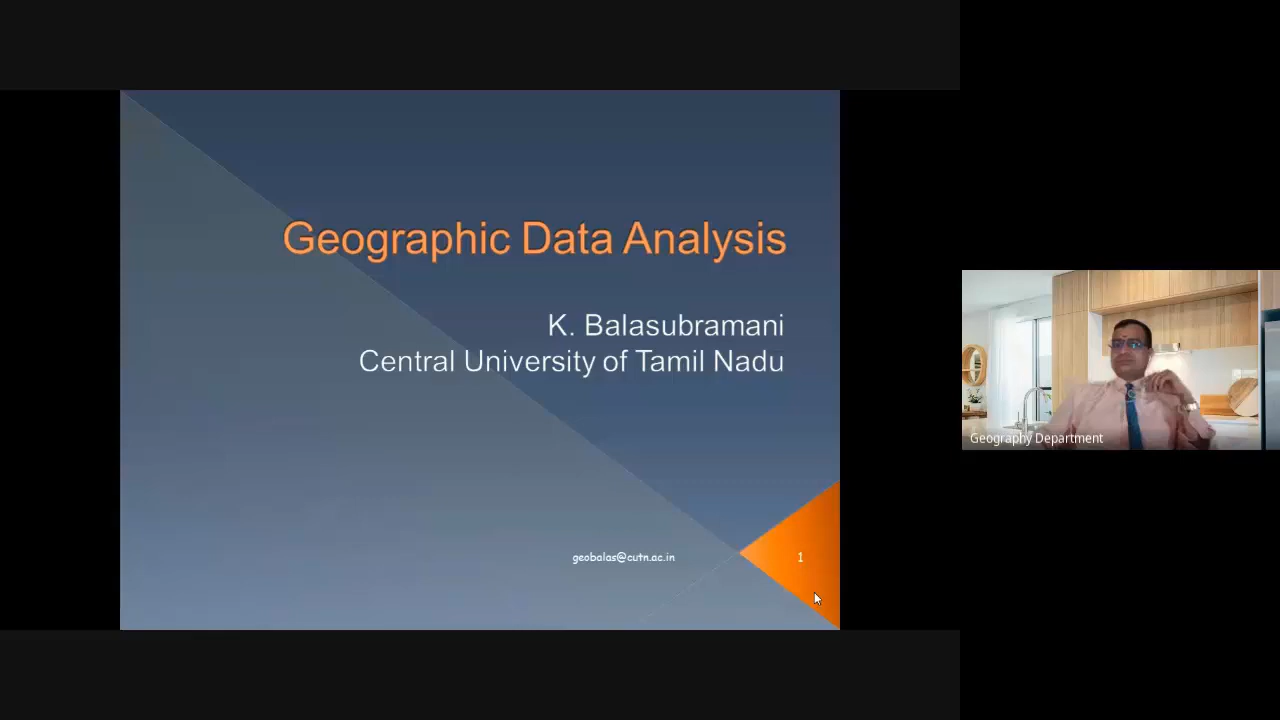 Geographic Data Analysis
K. Balasubramani
Central University of Tamil Nadu
geobalas@cutn.ac.in
1
Geography Department